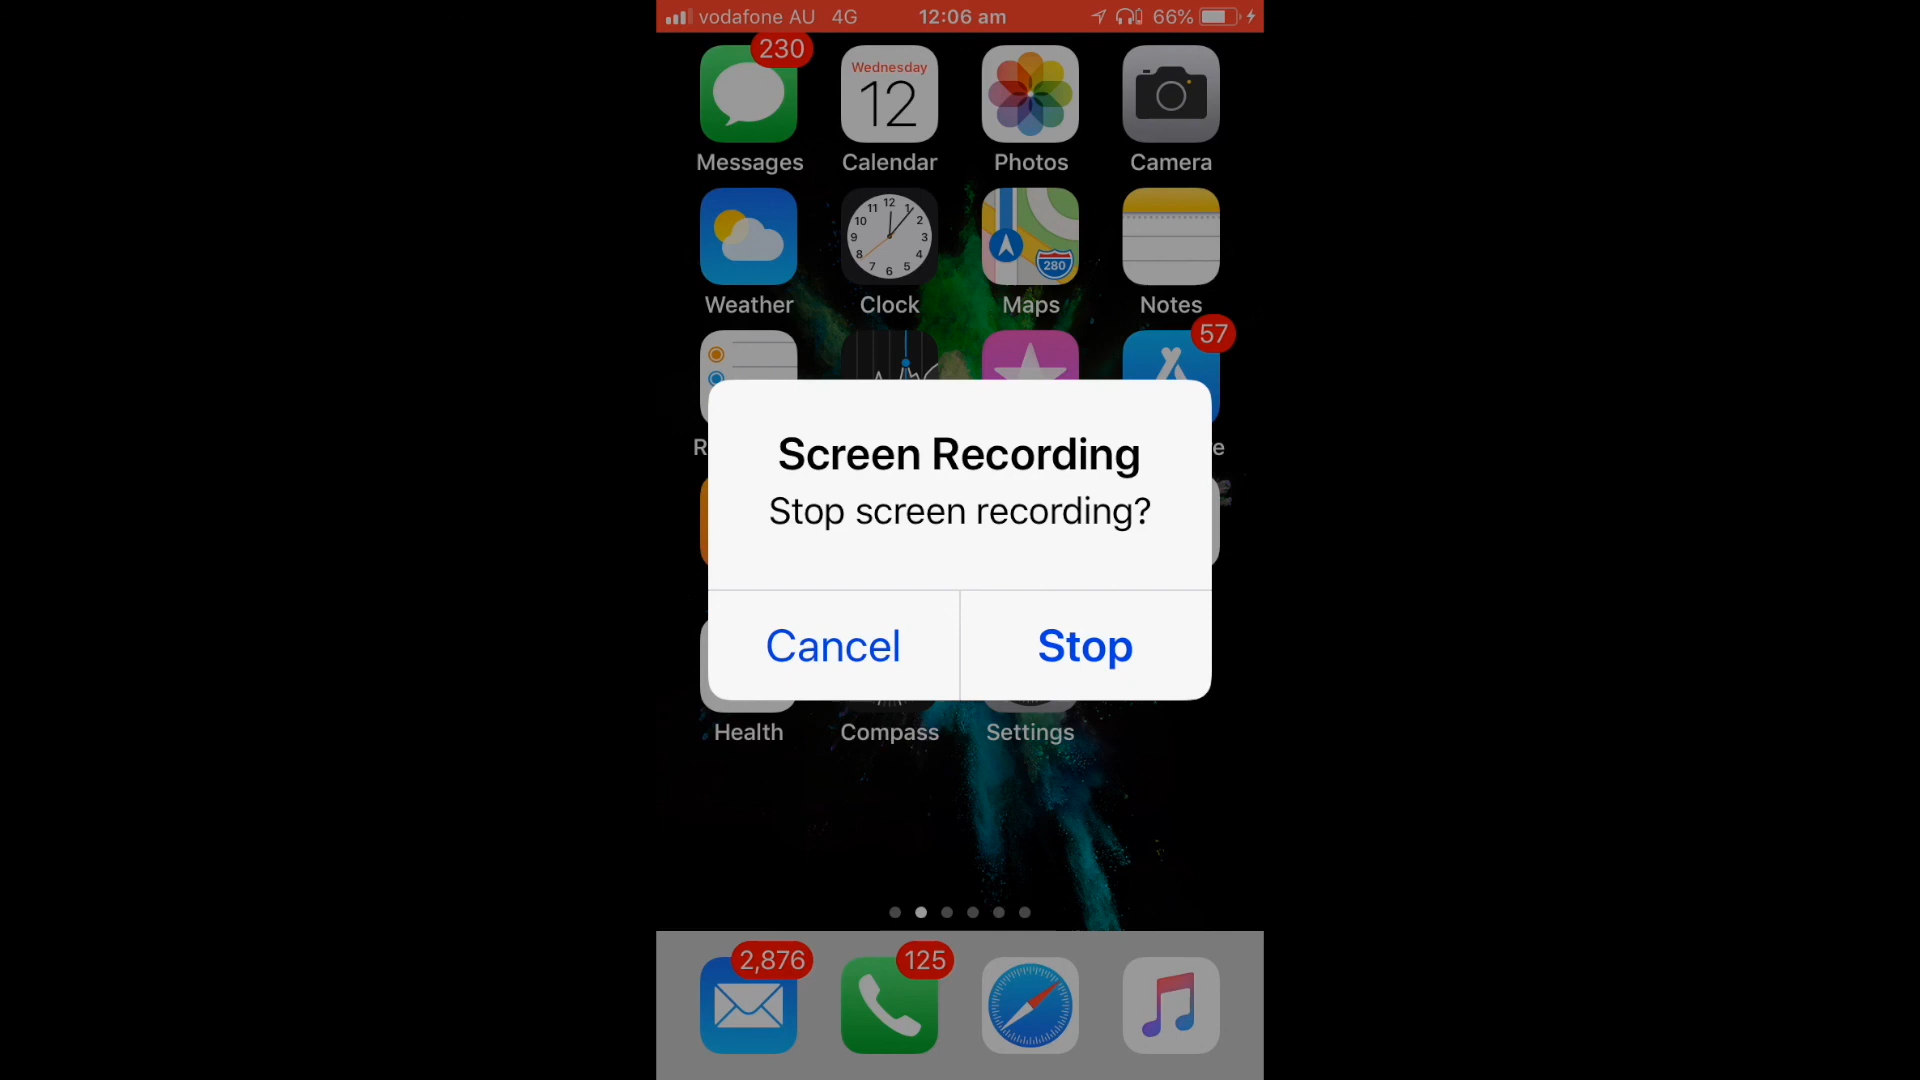 vodafone AU 4G 12:06 am 66%
230
Wednesday
12
Messages Calendar Photos Camera
11 12 1
10 2
9 3
8 4
7 6 5
280
Weather Clock Maps Notes
57
Screen Recording
Stop screen recording?
Cancel Stop
Health Compass Settings
2,876 125